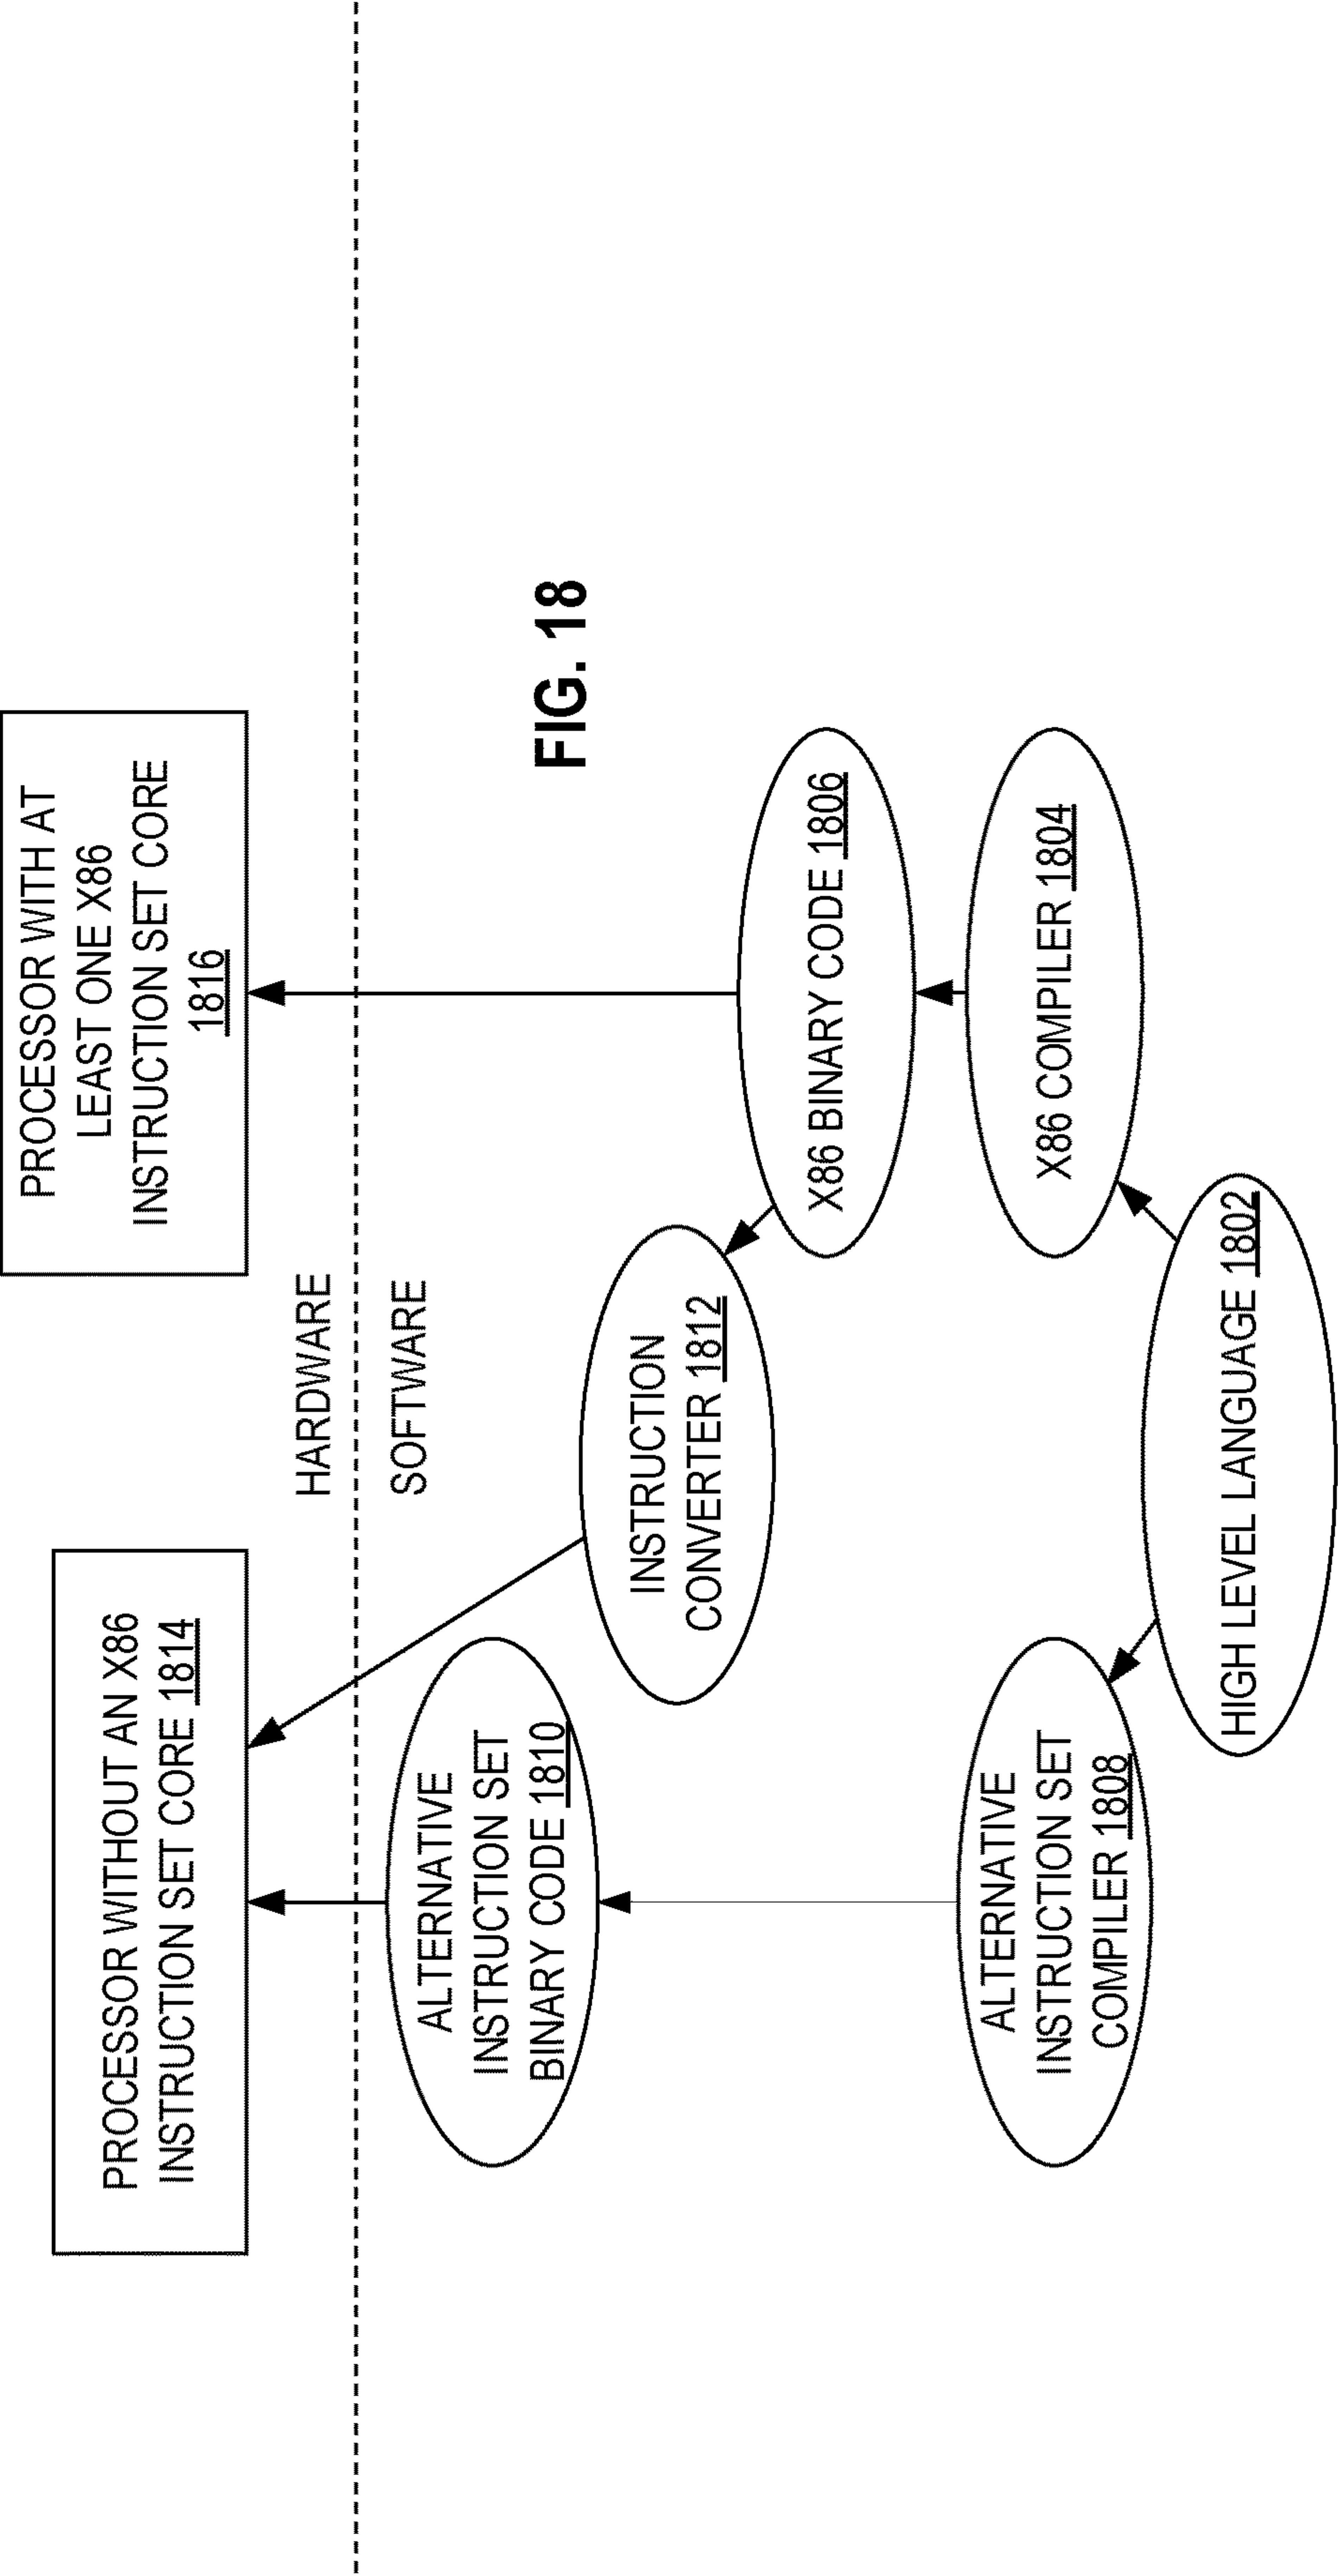 PROCESSOR WITHOUT AN X86
INSTRUCTION SET CORE 1814
PROCESSOR WITH AT
LEAST ONE X86
INSTRUCTION SET CORE
1816
HARDWARE
SOFTWARE
ALTERNATIVE
INSTRUCTION SET
BINARY CODE 1810
FIG. 18
INSTRUCTION
CONVERTER 1812
X86 BINARY CODE 1806
ALTERNATIVE
INSTRUCTION SET
COMPILER 1808
X86 COMPILER 1804
HIGH LEVEL LANGUAGE 1802